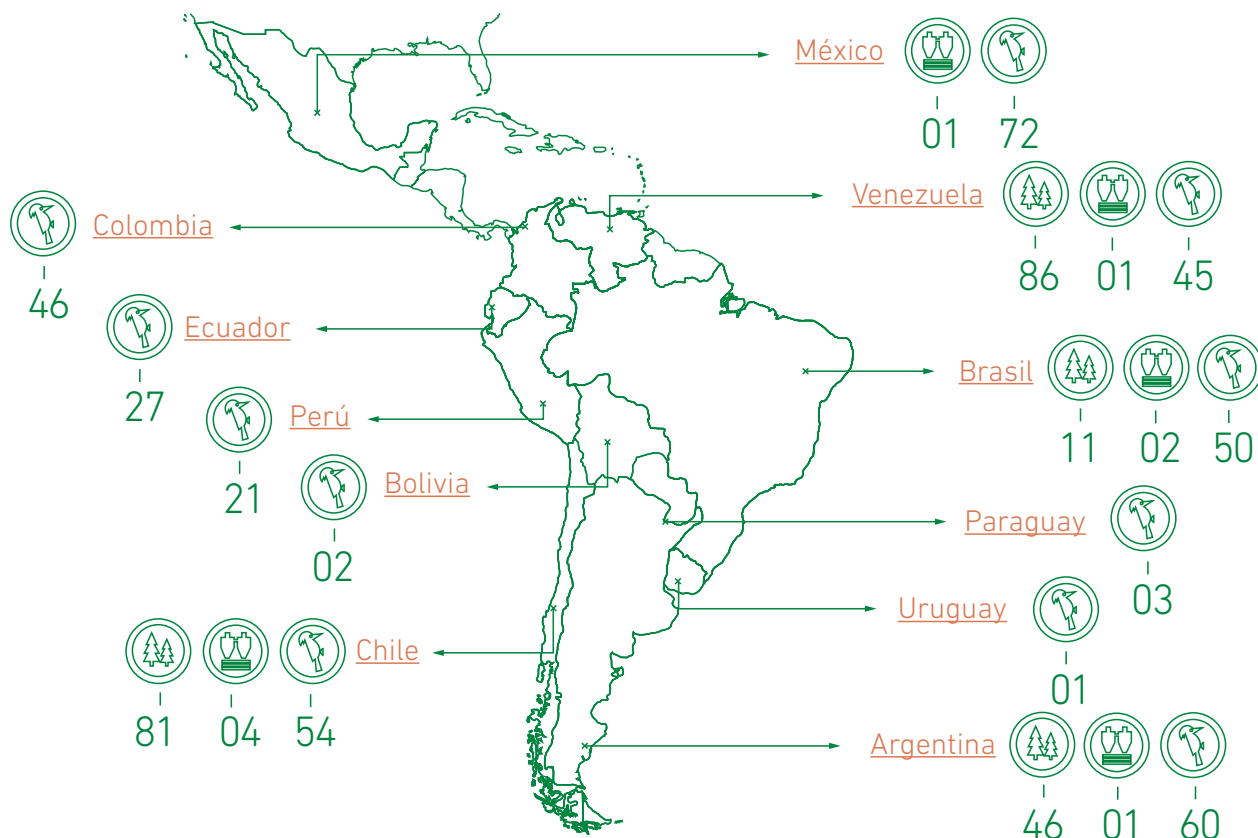 México
01 72
Venezuela
86 01 45
Colombia
46
Ecuador
27
Brasil
11 02 50
Perú
21
Bolivia
02
Paraguay
03
Uruguay
01
Chile
81 04 54
Argentina
46 01 60